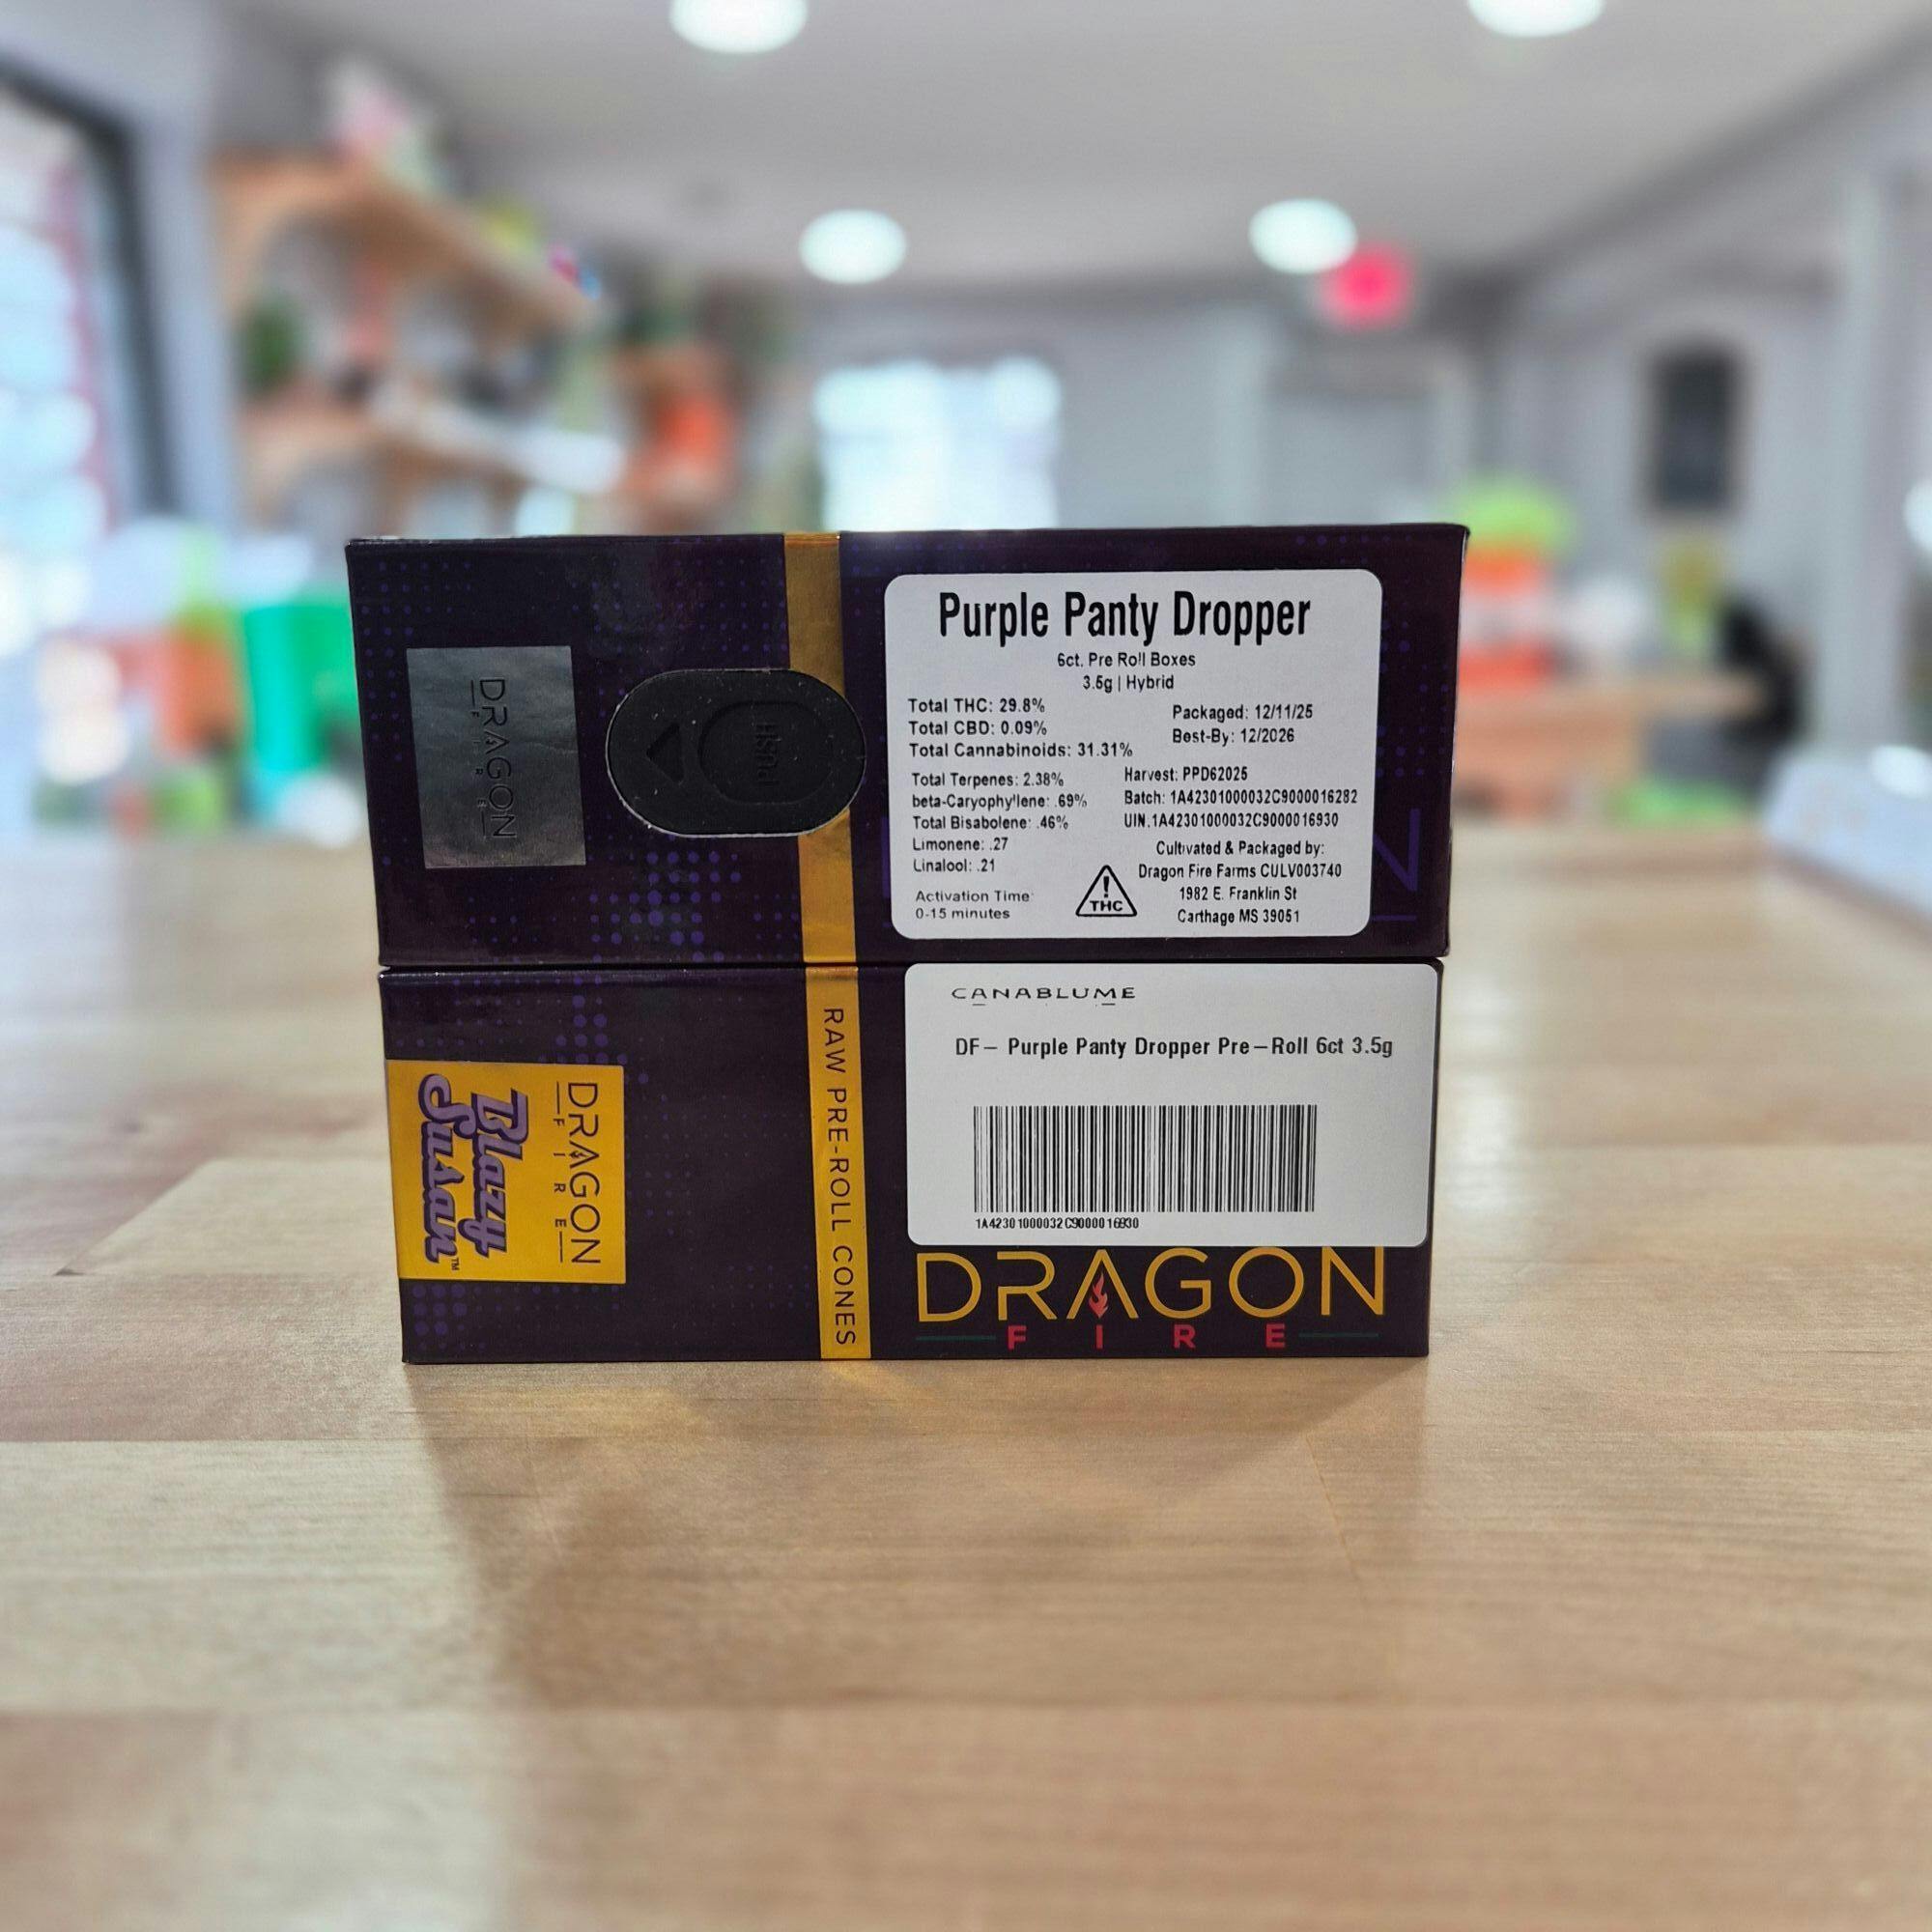 DRAGON
FIRE
PUSH
Purple Panty Dropper
6ct. Pre Roll Boxes
3.5g | Hybrid
Total THC: 29.8%
Total CBD: 0.09%
Total Cannabinoids: 31.31%
Packaged: 12/11/25
Best-By: 12/2026
Total Terpenes: 2.38%
beta-Caryophyllene: .69%
Total Bisabolene: .46%
Limonene: .27
Linalool: .21
Harvest: PPD62025
Batch: 1A42301000032C9000016282
UIN.1A42301000032C9000016930
Cultivated & Packaged by:
Dragon Fire Farms CULV003740
1982 E. Franklin St
Carthage MS 39051
Activation Time:
0-15 minutes
THC
DRAGON
FIRE
Blazy
Susan™
RAW PRE-ROLL CONES
CANABLUME
DF- Purple Panty Dropper Pre-Roll 6ct 3.5g
1A42301000032C9000016930
DRAGON
FIRE